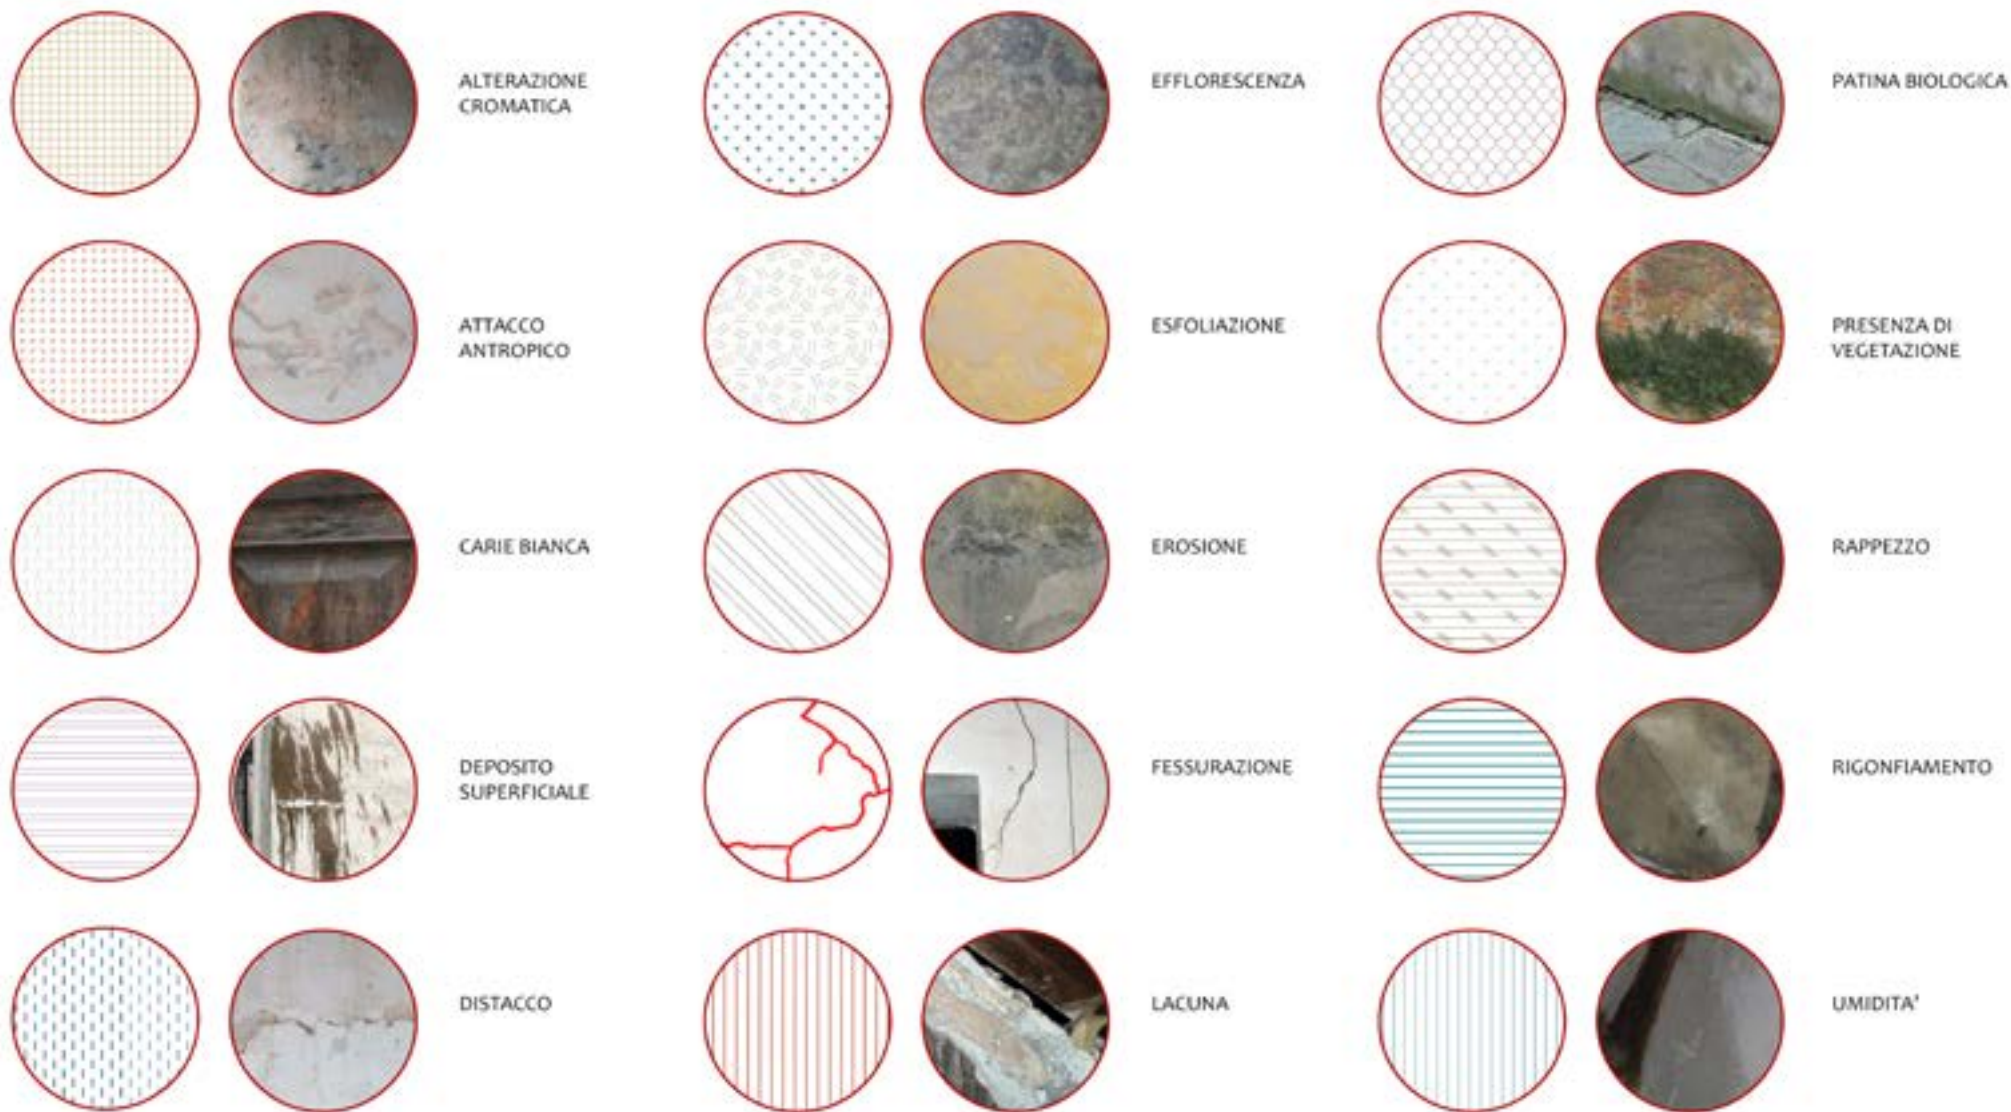 ALTERAZIONE
CROMATICA
ATTACCO
ANTROPICO
CARIE BIANCA
DEPOSITO
SUPERFICIALE
DISTACCO
EFFLORESCENZA
ESFOLIAZIONE
EROSIONE
FESSURAZIONE
LACUNA
PATINA BIOLOGICA
PRESENZA DI
VEGETAZIONE
RAPPEZZO
RIGONFIAMENTO
UMIDITA'